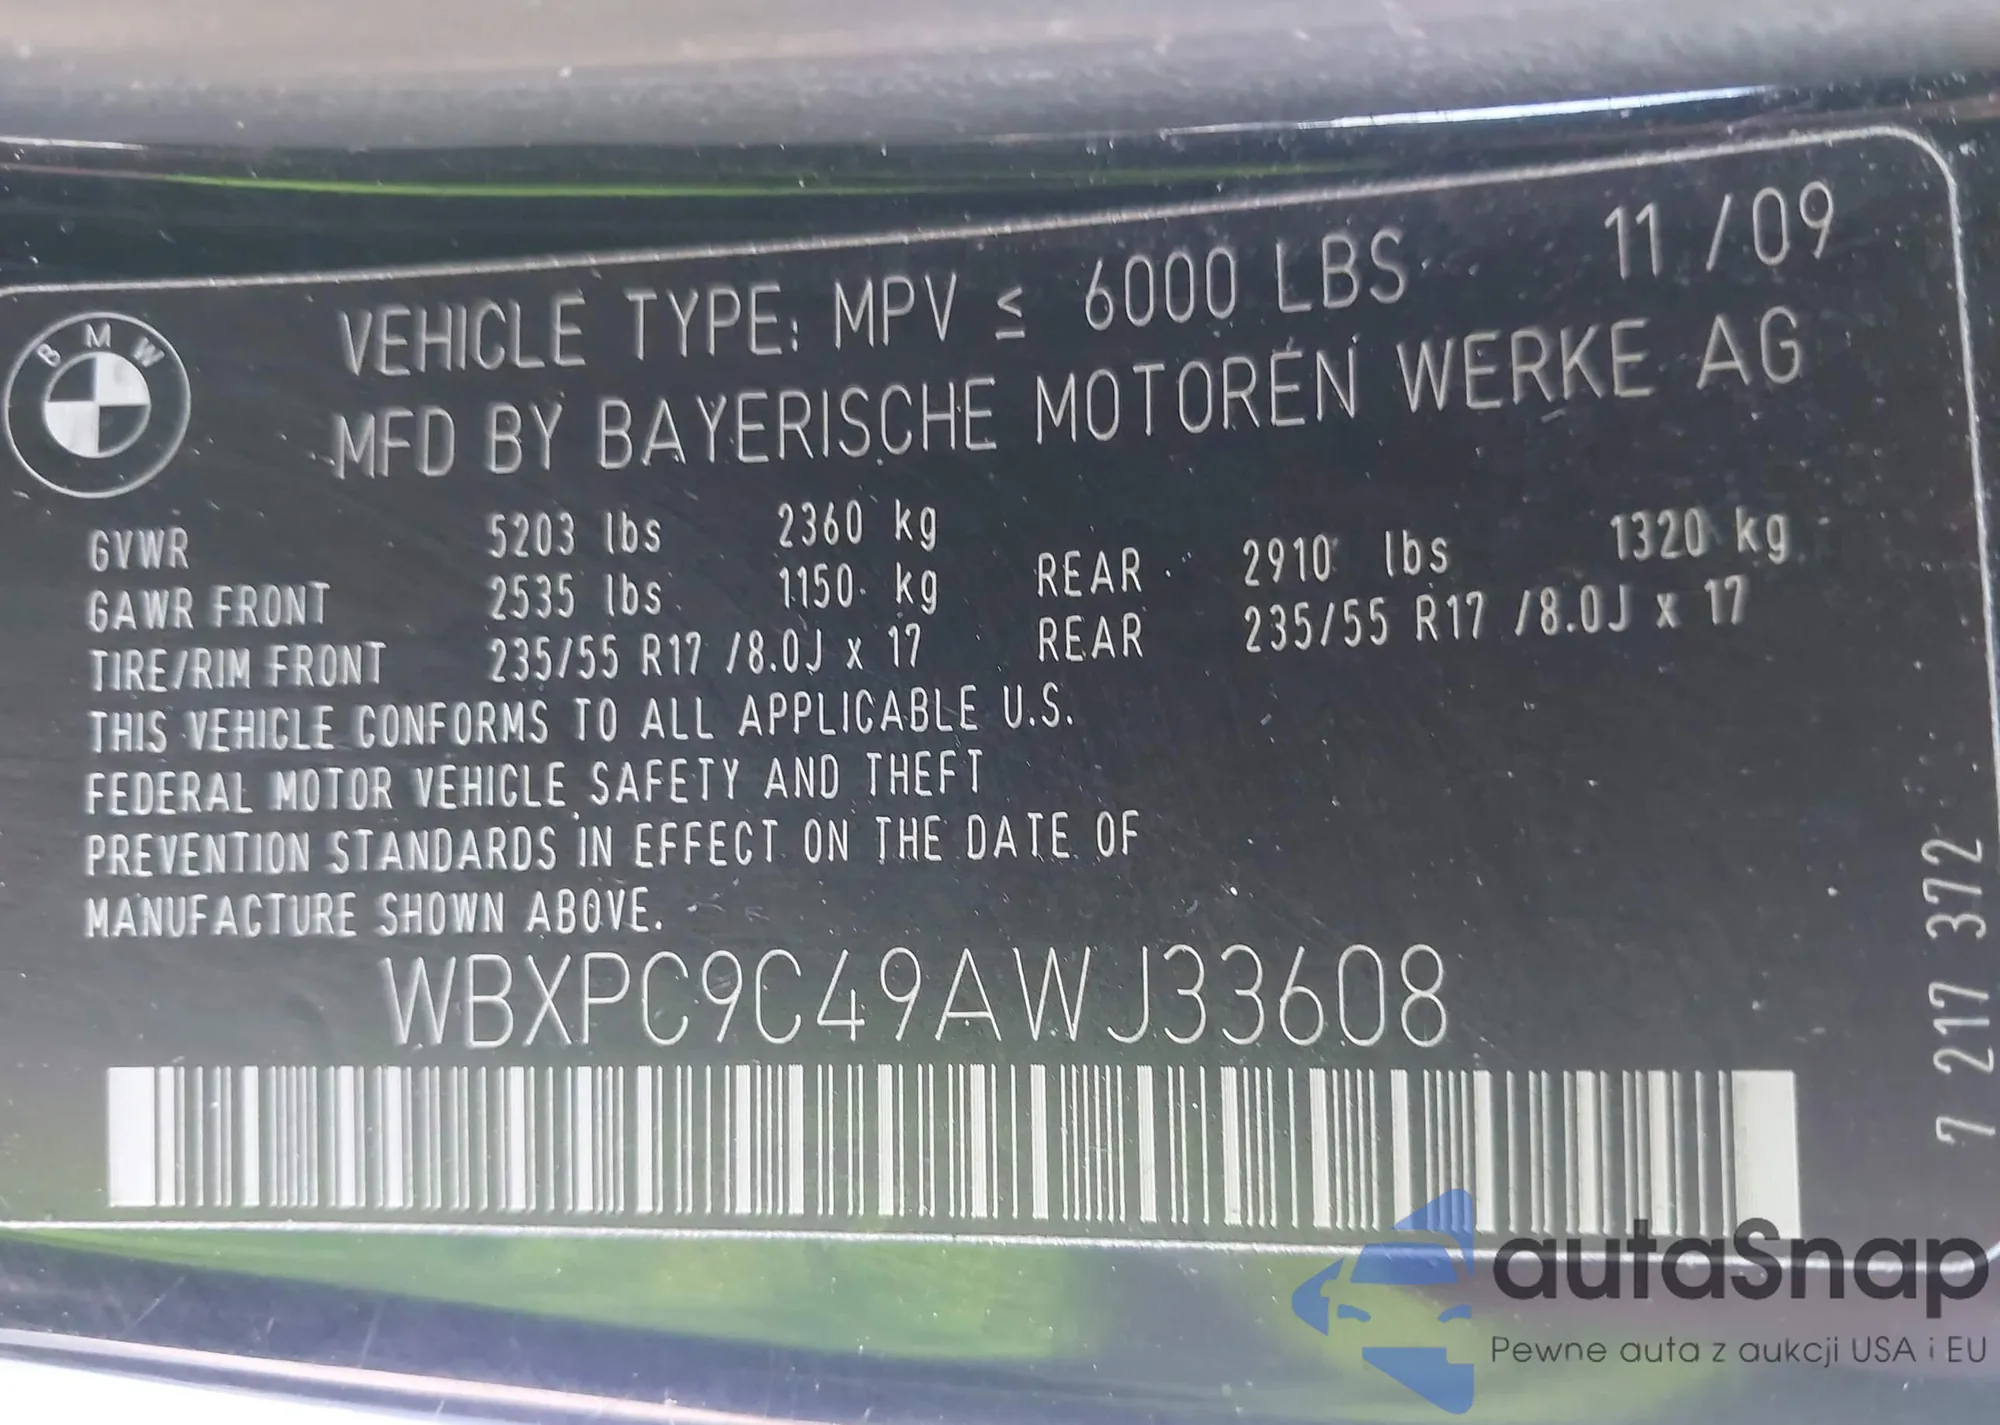 11 /09
VEHICLE TYPE: MPV ≤ 6000 LBS
MFD BY BAYERISCHE MOTOREN WERKE AG
BMW
GVWR 5203 lbs 2360 kg
GAWR FRONT 2535 lbs 1150 kg REAR 2910 lbs 1320 kg
TIRE/RIM FRONT 235/55 R17 /8.0J x 17 REAR 235/55 R17 /8.0J x 17
THIS VEHICLE CONFORMS TO ALL APPLICABLE U.S.
FEDERAL MOTOR VEHICLE SAFETY AND THEFT
PREVENTION STANDARDS IN EFFECT ON THE DATE OF
MANUFACTURE SHOWN ABOVE.
WBXPC9C49AWJ33608
7 217 372
autaSnap
Pewne auta z aukcji USA i EU